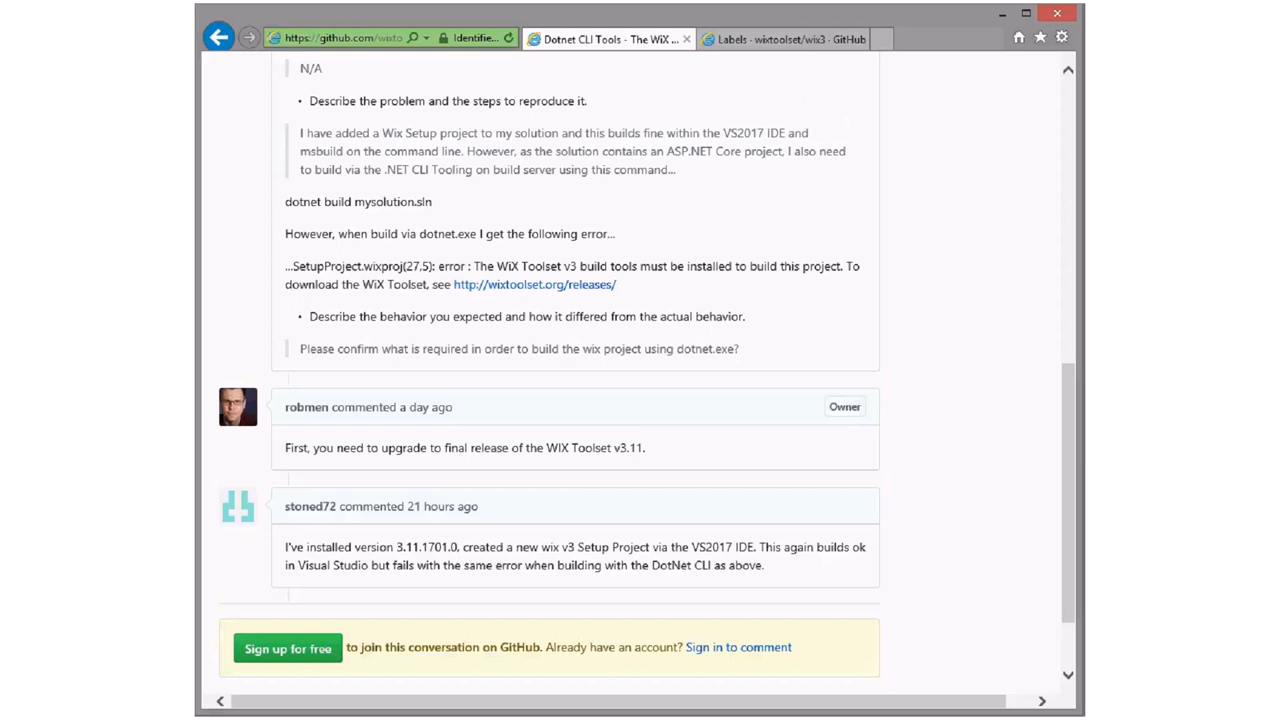 https://github.com/wixto
Identifie...
Dotnet CLI Tools - The WiX ...
Labels · wixtoolset/wix3 · GitHub
N/A
• Describe the problem and the steps to reproduce it.
I have added a Wix Setup project to my solution and this builds fine within the VS2017 IDE and
msbuild on the command line. However, as the solution contains an ASP.NET Core project, I also need
to build via the .NET CLI Tooling on build server using this command...
dotnet build mysolution.sln
However, when build via dotnet.exe I get the following error...
...SetupProject.wixproj(27,5): error : The WiX Toolset v3 build tools must be installed to build this project. To
download the WiX Toolset, see http://wixtoolset.org/releases/
• Describe the behavior you expected and how it differed from the actual behavior.
Please confirm what is required in order to build the wix project using dotnet.exe?
robmen commented a day ago
Owner
First, you need to upgrade to final release of the WIX Toolset v3.11.
stoned72 commented 21 hours ago
I've installed version 3.11.1701.0, created a new wix v3 Setup Project via the VS2017 IDE. This again builds ok
in Visual Studio but fails with the same error when building with the DotNet CLI as above.
Sign up for free to join this conversation on GitHub. Already have an account? Sign in to comment